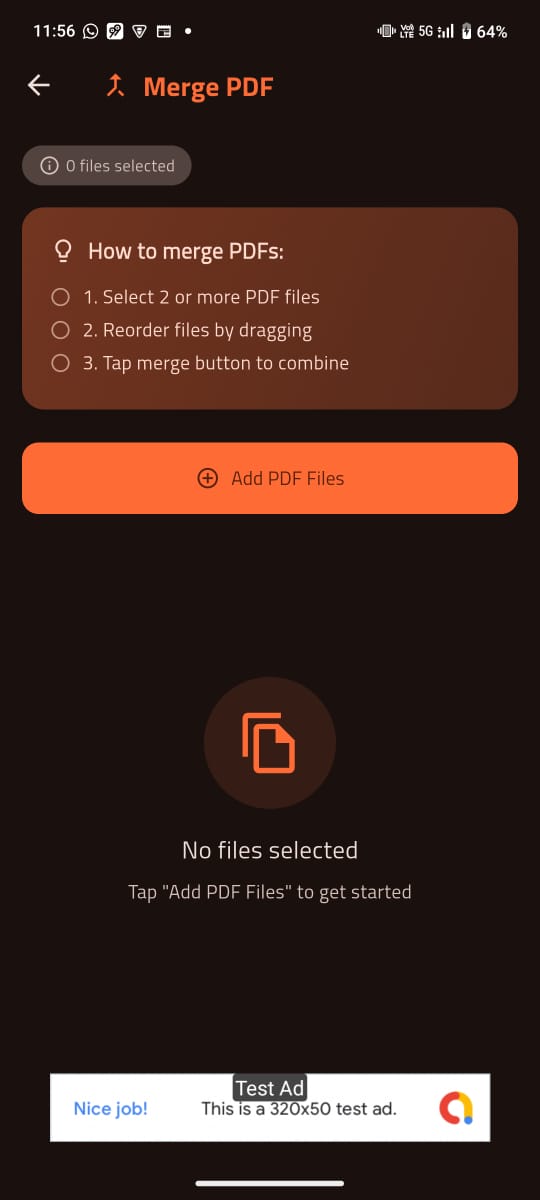 11:56
Vo)
LTE
5G
64%
Merge PDF
0 files selected
How to merge PDFs:
1. Select 2 or more PDF files
2. Reorder files by dragging
3. Tap merge button to combine
Add PDF Files
No files selected
Tap "Add PDF Files" to get started
Test Ad
Nice job!
This is a 320x50 test ad.